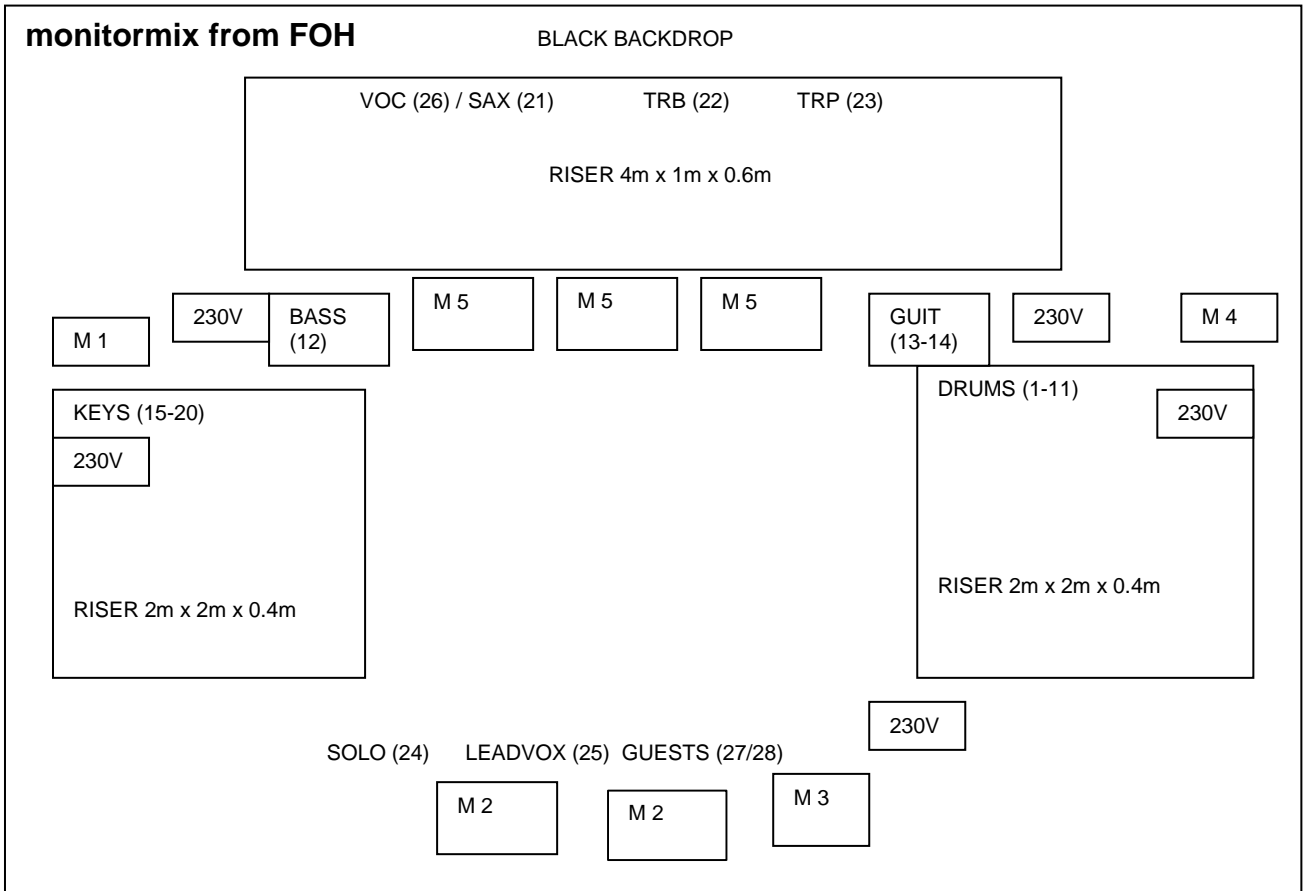 monitormix from FOH
BLACK BACKDROP
VOC (26) / SAX (21)
TRB (22)
TRP (23)
RISER 4m x 1m x 0.6m
M 1
230V
BASS
(12)
M 5
M 5
M 5
GUIT
(13-14)
230V
M 4
KEYS (15-20)
230V
RISER 2m x 2m x 0.4m
DRUMS (1-11)
230V
RISER 2m x 2m x 0.4m
230V
SOLO (24)
LEADVOX (25)
GUESTS (27/28)
M 2
M 2
M 3